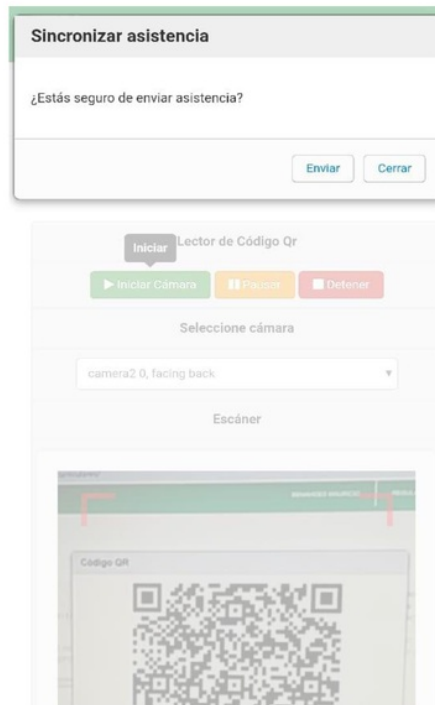 Sincronizar asistencia
¿Estás seguro de enviar asistencia?
Enviar Cerrar
Lector de Código Qr
Iniciar
Iniciar Cámara Pausar Detener
Seleccione cámara
camera2 0, facing back
Escáner
Código QR